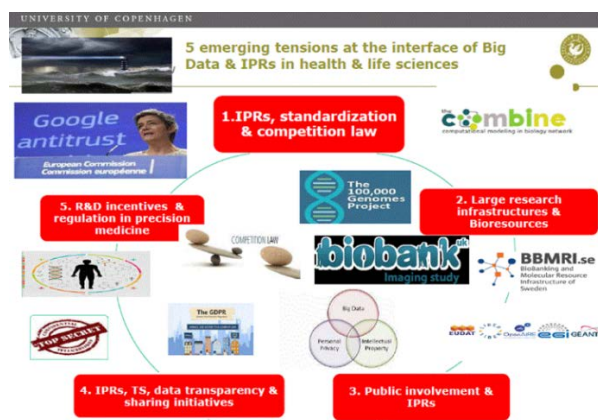 UNIVERSITY OF COPENHAGEN
5 emerging tensions at the interface of Big
Data & IPRs in health & life sciences
1.IPRs, standardization
& competition law
Google
antitrust
European Commission
Commission européenne
the
combine
computational modeling in biology network
The
100,000
Genomes
Project
2. Large research
infrastructures &
Bioresources
5. R&D incentives &
regulation in precision
medicine
COMPETITION LAW
biobank uk
Imaging study
BBMRI.se
BioBanking and
Molecular Resource
Infrastructure of
Sweden
The GDPR
Big Data
Personal
Privacy
Intellectual
Property
TOP SECRET
EUDAT
OpenAIRE
egi
GEANT
4. IPRs, TS, data transparency &
sharing initiatives
3. Public involvement &
IPRs